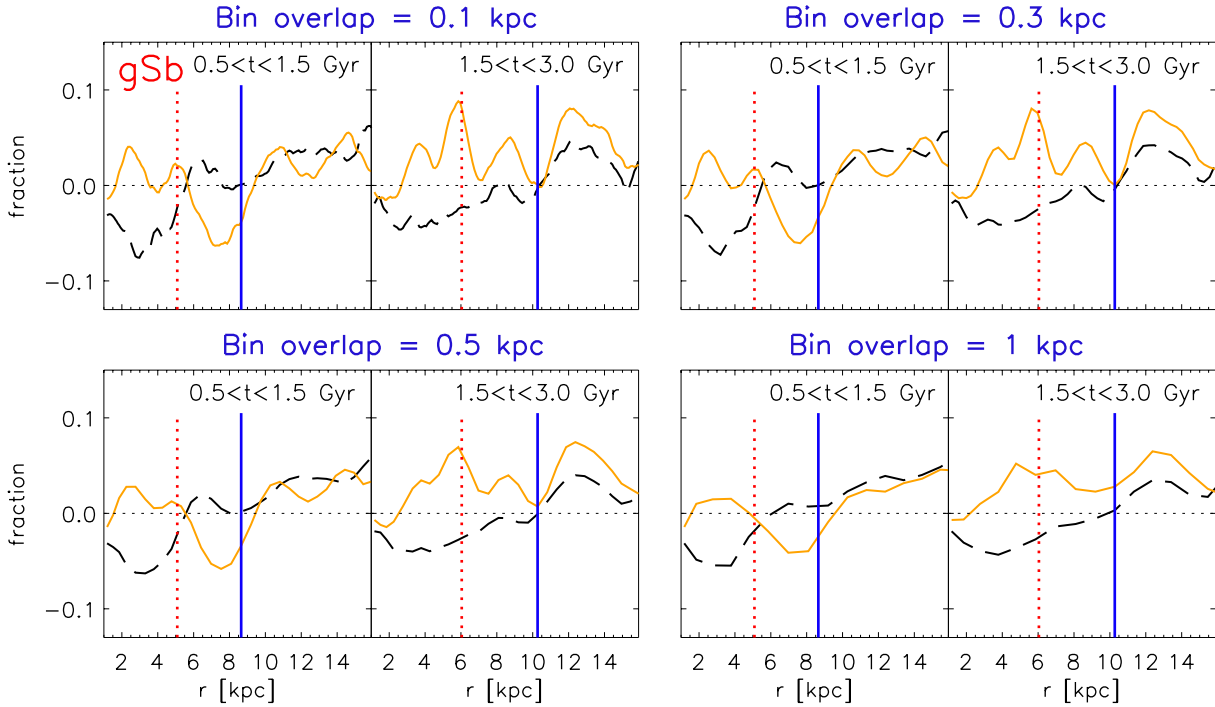 Bin overlap = 0.1 kpc
Bin overlap = 0.3 kpc
gSb
0.5<t<1.5 Gyr
1.5<t<3.0 Gyr
0.5<t<1.5 Gyr
1.5<t<3.0 Gyr
0.1
0.0
-0.1
fraction
Bin overlap = 0.5 kpc
Bin overlap = 1 kpc
0.5<t<1.5 Gyr
1.5<t<3.0 Gyr
0.5<t<1.5 Gyr
1.5<t<3.0 Gyr
0.1
0.0
-0.1
fraction
2 4 6 8 10 12 14 2 4 6 8 10 12 14
2 4 6 8 10 12 14 2 4 6 8 10 12 14
r [kpc]
r [kpc]
r [kpc]
r [kpc]